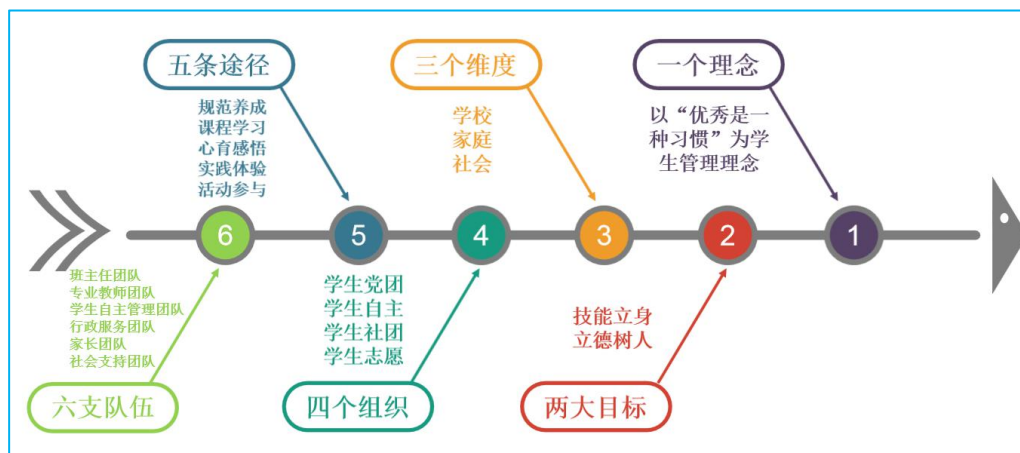 五条途径
规范养成
课程学习
心育感悟
实践体验
活动参与
三个维度
学校
家庭
社会
一个理念
以“优秀是一
种习惯”为学
生管理理念
6
5
4
3
2
1
班主任团队
专业教师团队
学生自主管理团队
行政服务团队
家长团队
社会支持团队
六支队伍
学生党团
学生自主
学生社团
学生志愿
四个组织
技能立身
立德树人
两大目标